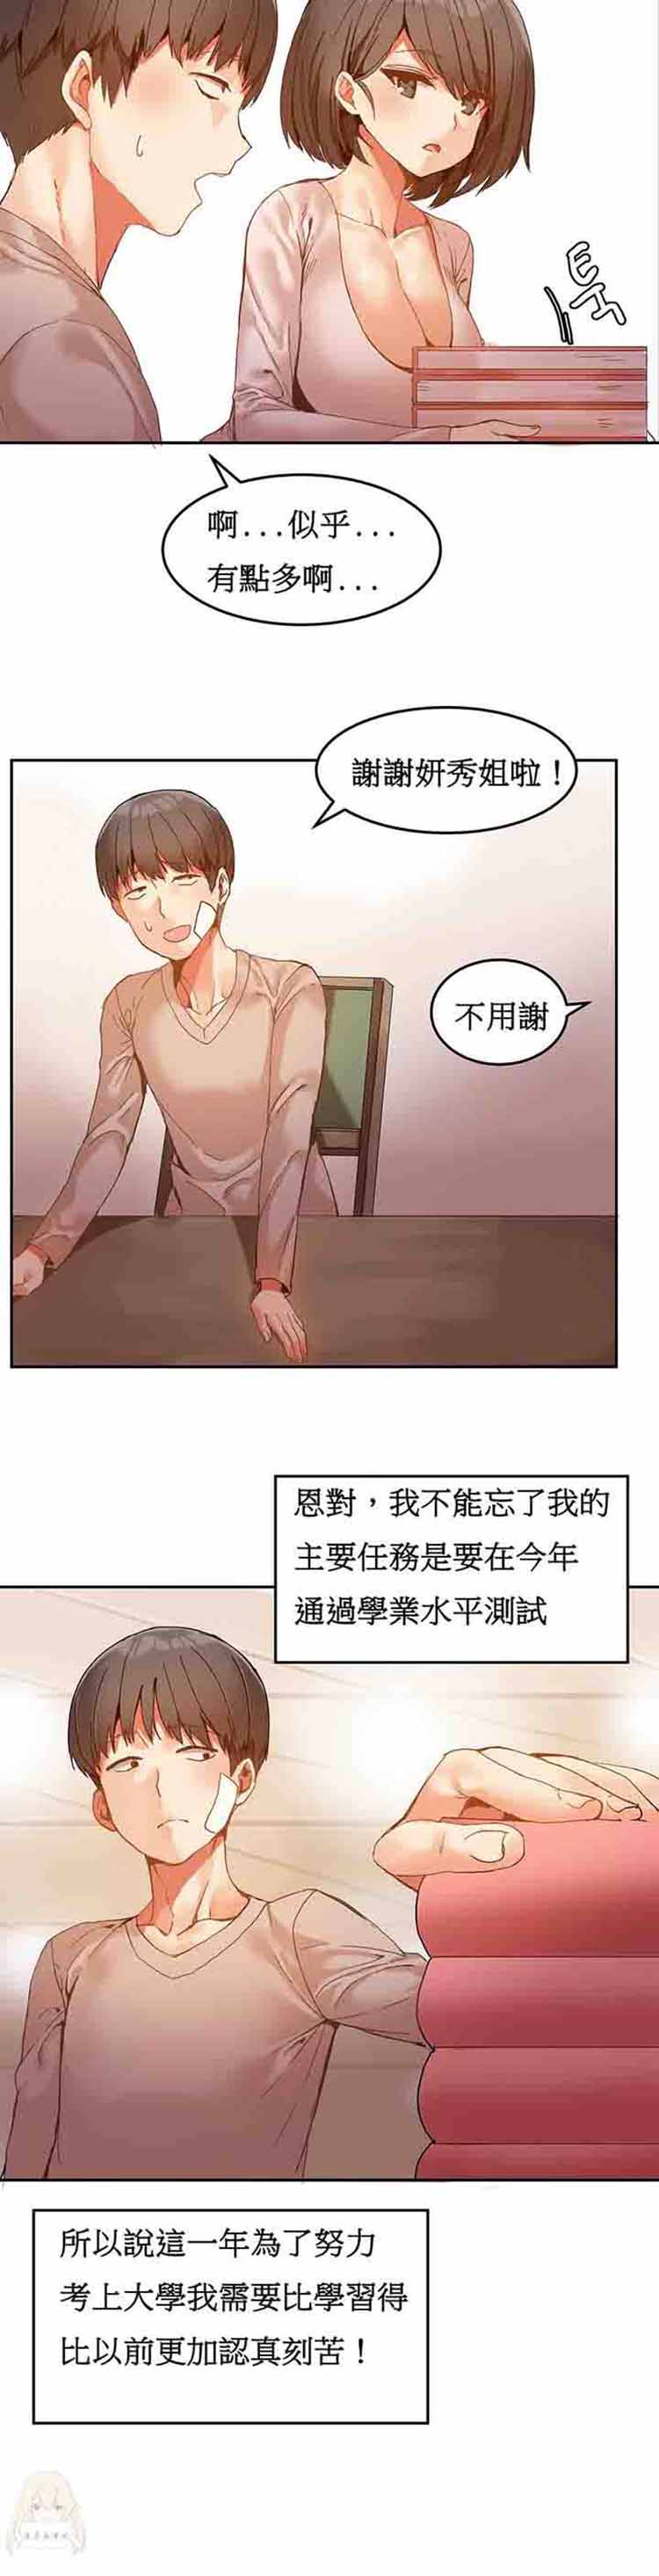 툭
啊...似乎...
有點多啊...
謝謝妍秀姐啦！
不用謝
恩對，我不能忘了我的
主要任務是要在今年
通過學業水平測試
所以說這一年為了努力
考上大學我需要比學習得
比以前更加認真刻苦！